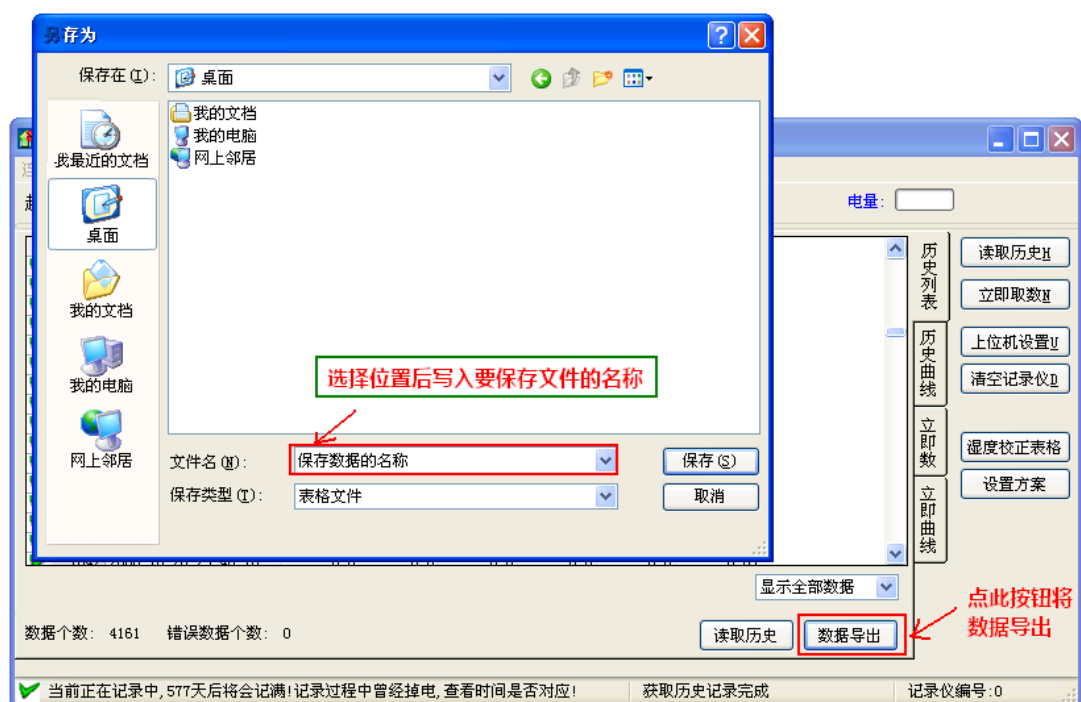 另存为
保存在(I):
桌面
我最近的文档
桌面
我的文档
我的电脑
网上邻居
我的文档
我的电脑
网上邻居
选择位置后写入要保存文件的名称
文件名(N):
保存数据的名称
保存(S)
保存类型(T):
表格文件
取消
电量:
历史列表
历史曲线
立即数
立即曲线
读取历史H
立即取数N
上位机设置U
清空记录仪D
湿度校正表格
设置方案
显示全部数据
点此按钮将
数据导出
数据个数: 4161
错误数据个数: 0
读取历史
数据导出
当前正在记录中,577天后将会记满!记录过程中曾经掉电,查看时间是否对应!
获取历史记录完成
记录仪编号:0